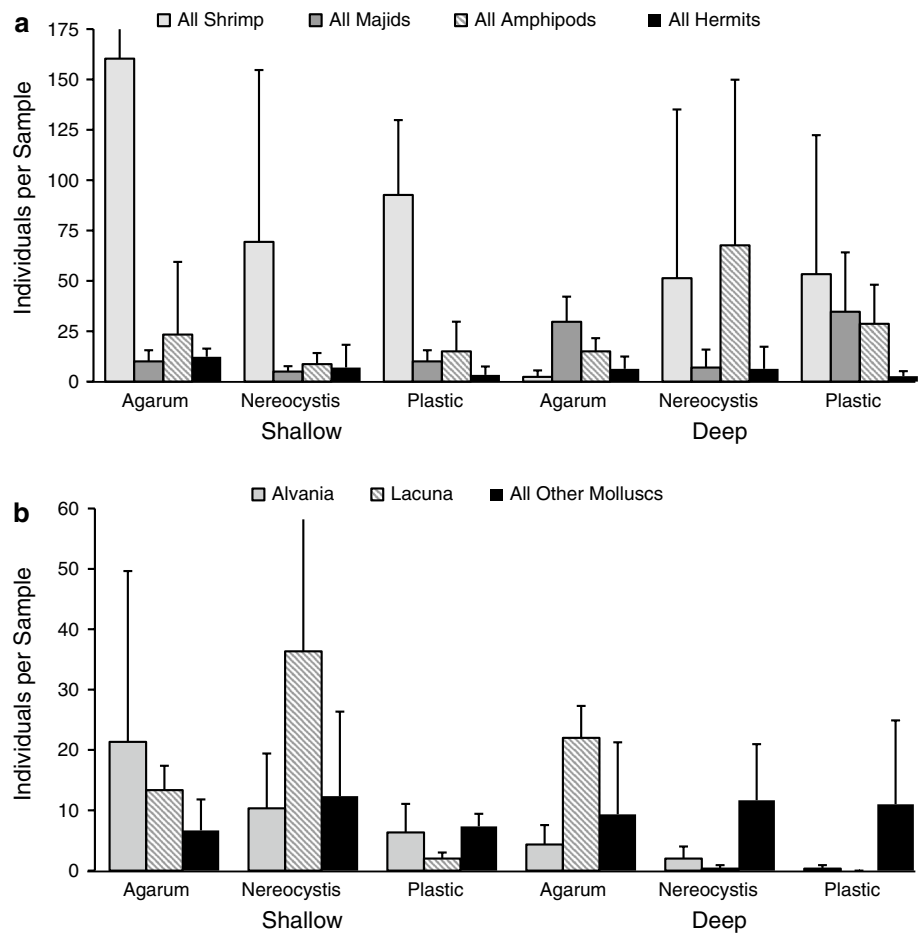 a
All Shrimp All Majids All Amphipods All Hermits
Individuals per Sample
175
150
125
100
75
50
25
0
Agarum Nereocystis Plastic Agarum Nereocystis Plastic
Shallow Deep
b
Alvania Lacuna All Other Molluscs
Individuals per Sample
60
50
40
30
20
10
0
Agarum Nereocystis Plastic Agarum Nereocystis Plastic
Shallow Deep